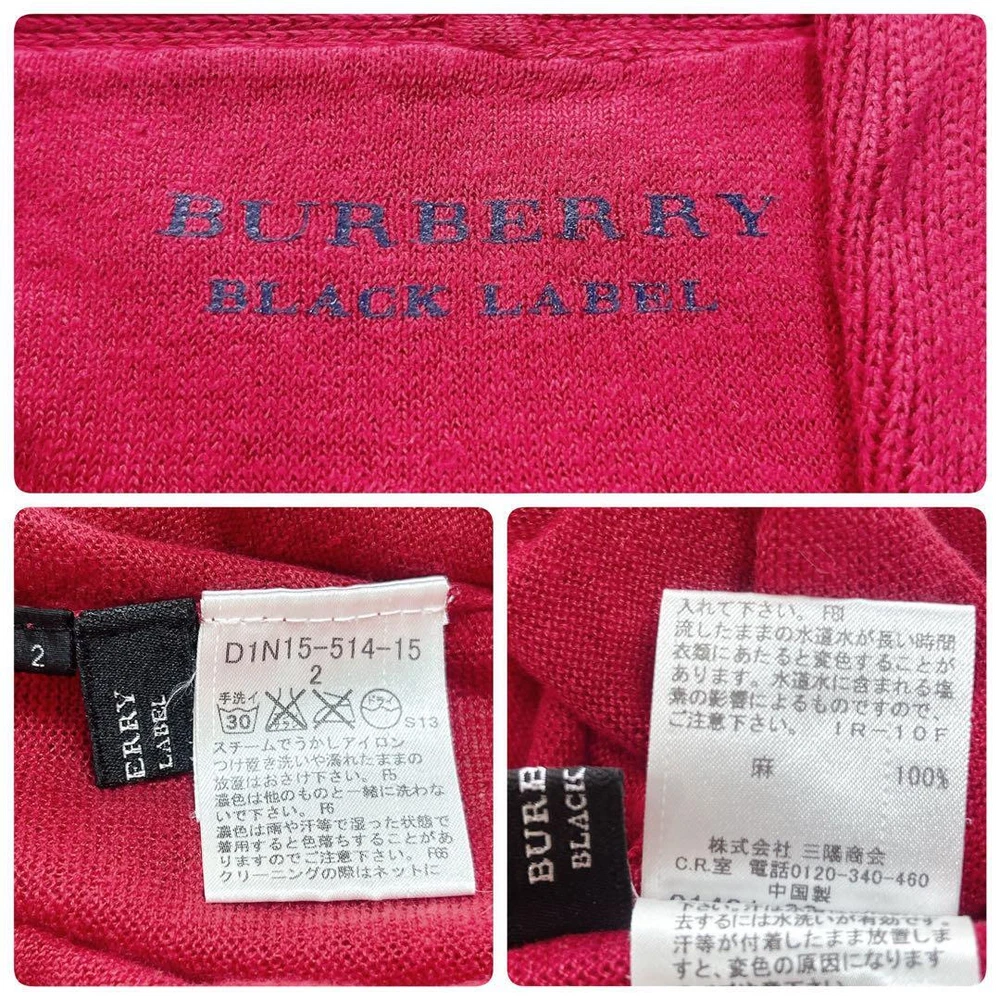 BURBERRY
BLACK LABEL
2
ERRY
LABEL
D1N15-514-15
2
手洗イ
30
ドライ
S13
スチームでうかしアイロン
つけ置き洗いや濡れたままの
放置はおさけ下さい。 F5
濃色は他のものと一緒に洗わな
いで下さい。 F6
濃色は雨や汗等で湿った状態で
着用すると色落ちすることがあ
りますのでご注意下さい。 F65
クリーニングの際はネットに
入れて下さい。 F81
流したままの水道水が長い時間
衣類にあたると変色することが
あります。水道水に含まれる塩
素の影響によるものですので
ご注意下さい。 IR-10F
麻 100%
株式会社 三陽商会
C.R.室 電話0120-340-460
中国製
BURB
BLACK
去するには水洗いが有効です。
汗等が付着したまま放置しま
すと、変色の原因になります